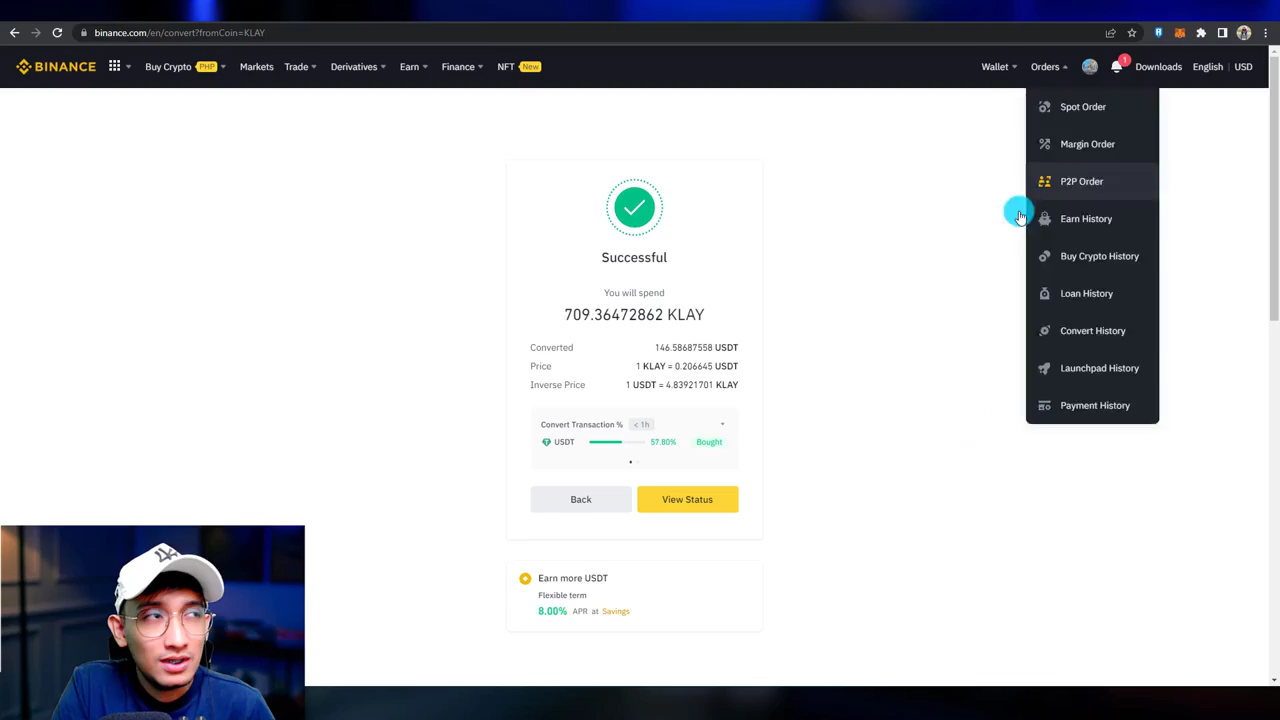 binance.com/en/convert?fromCoin=KLAY
BINANCE
Buy Crypto PHP Markets Trade Derivatives Earn Finance NFT New
Wallet Orders 1 Downloads English USD
Spot Order
Margin Order
P2P Order
Earn History
Buy Crypto History
Loan History
Convert History
Launchpad History
Payment History
Successful
You will spend
709.36472862 KLAY
Converted 146.58687558 USDT
Price 1 KLAY = 0.206645 USDT
Inverse Price 1 USDT = 4.83921701 KLAY
Convert Transaction % < 1h
USDT 57.80% Bought
Back View Status
Earn more USDT
Flexible term
8.00% APR at Savings